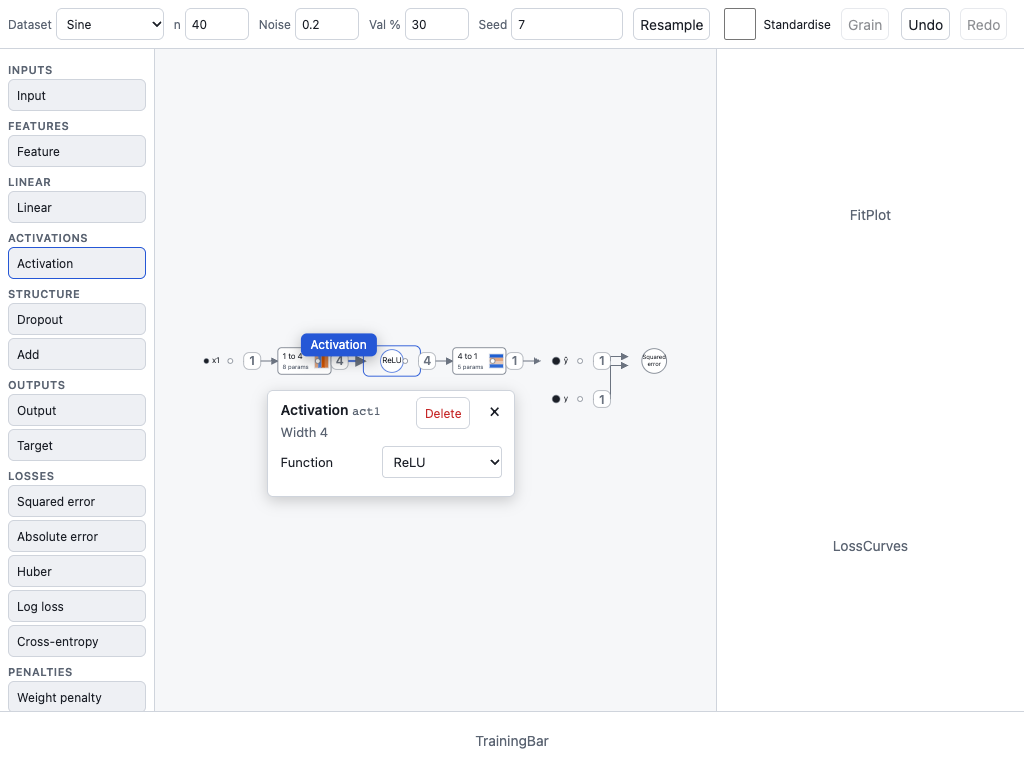 Dataset Sine n 40 Noise 0.2 Val % 30 Seed 7 Resample Standardise Grain Undo Redo
INPUTS
Input
FEATURES
Feature
LINEAR
Linear
ACTIVATIONS
Activation
STRUCTURE
Dropout
Add
OUTPUTS
Output
Target
LOSSES
Squared error
Absolute error
Huber
Log loss
Cross-entropy
PENALTIES
Weight penalty
Activation
x1 1 1 to 4 4 ReLU 4 4 to 1 1 ŷ 1 Squared
8 params 5 params error
y 1
Activation act1 Delete ×
Width 4
Function ReLU
FitPlot
LossCurves
TrainingBar